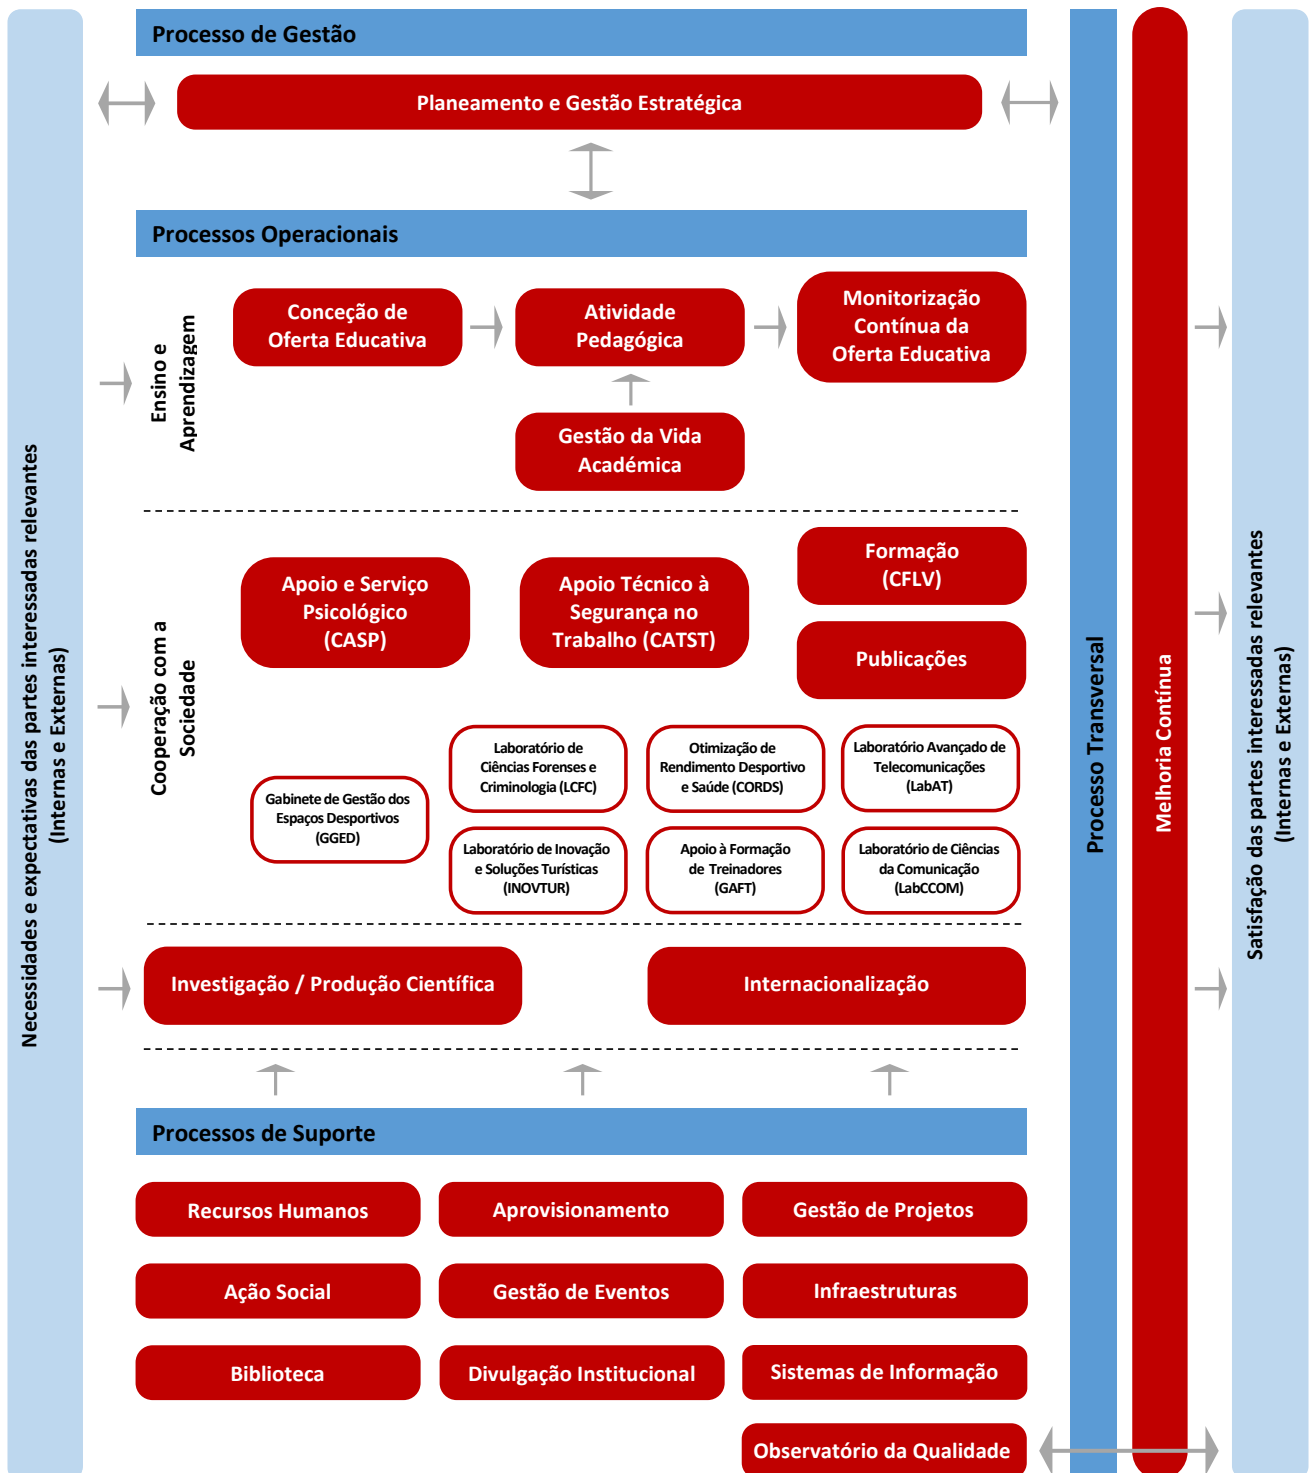 Processo de Gestão
Planeamento e Gestão Estratégica
Processos Operacionais
Ensino e
Aprendizagem
Conceção de
Oferta Educativa
Atividade
Pedagógica
Monitorização
Contínua da
Oferta Educativa
Gestão da Vida
Académica
Cooperação com a
Sociedade
Apoio e Serviço
Psicológico
(CASP)
Apoio Técnico à
Segurança no
Trabalho (CATST)
Formação
(CFLV)
Publicações
Gabinete de Gestão dos
Espaços Desportivos
(GGED)
Laboratório de
Ciências Forenses e
Criminologia (LCFC)
Otimização de
Rendimento Desportivo
e Saúde (CORDS)
Laboratório Avançado de
Telecomunicações
(LabAT)
Laboratório de Inovação
e Soluções Turísticas
(INOVTUR)
Apoio à Formação
de Treinadores
(GAFT)
Laboratório de Ciências
da Comunicação
(LabCCOM)
Investigação / Produção Científica
Internacionalização
Processos de Suporte
Recursos Humanos
Aprovisionamento
Gestão de Projetos
Ação Social
Gestão de Eventos
Infraestruturas
Biblioteca
Divulgação Institucional
Sistemas de Informação
Observatório da Qualidade
Necessidades e expectativas das partes interessadas relevantes
(Internas e Externas)
Processo Transversal
Melhoria Contínua
Satisfação das partes interessadas relevantes
(Internas e Externas)